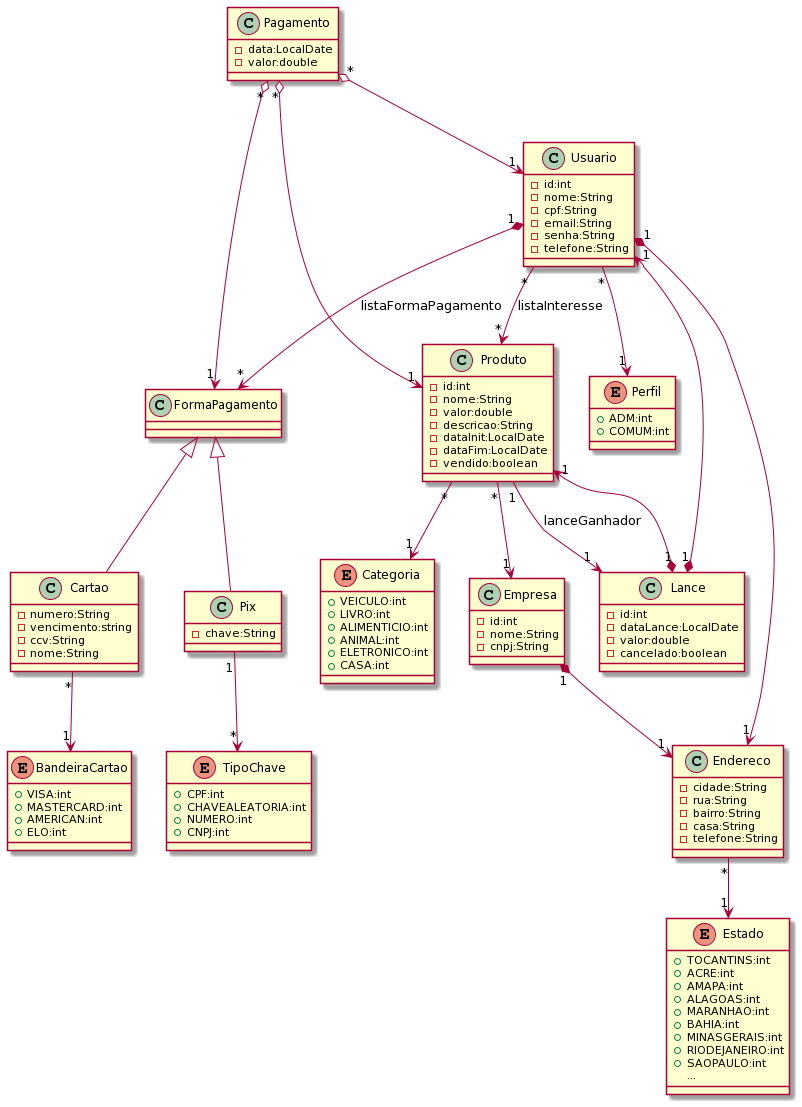 C Pagamento
data:LocalDate
valor:double
* * *
1
C Usuario
id:int
nome:String
cpf:String
email:String
senha:String
telefone:String
1 1
1
* *
listaFormaPagamento listaInteresse
1 * 1 * 1
C FormaPagamento
C Produto
id:int
nome:String
valor:double
descricao:String
dataInit:LocalDate
dataFim:LocalDate
vendido:boolean
1
E Perfil
ADM:int
COMUM:int
* * 1
lanceGanhador
1 1 1 1 1
C Cartao
numero:String
vencimento:string
ccv:String
nome:String
C Pix
chave:String
E Categoria
VEICULO:int
LIVRO:int
ALIMENTICIO:int
ANIMAL:int
ELETRONICO:int
CASA:int
C Empresa
id:int
nome:String
cnpj:String
C Lance
id:int
dataLance:LocalDate
valor:double
cancelado:boolean
* 1 1
1 * 1 1
E BandeiraCartao
VISA:int
MASTERCARD:int
AMERICAN:int
ELO:int
E TipoChave
CPF:int
CHAVEALEATORIA:int
NUMERO:int
CNPJ:int
C Endereco
cidade:String
rua:String
bairro:String
casa:String
telefone:String
*
1
E Estado
TOCANTINS:int
ACRE:int
AMAPA:int
ALAGOAS:int
MARANHAO:int
BAHIA:int
MINASGERAIS:int
RIODEJANEIRO:int
SAOPAULO:int
...